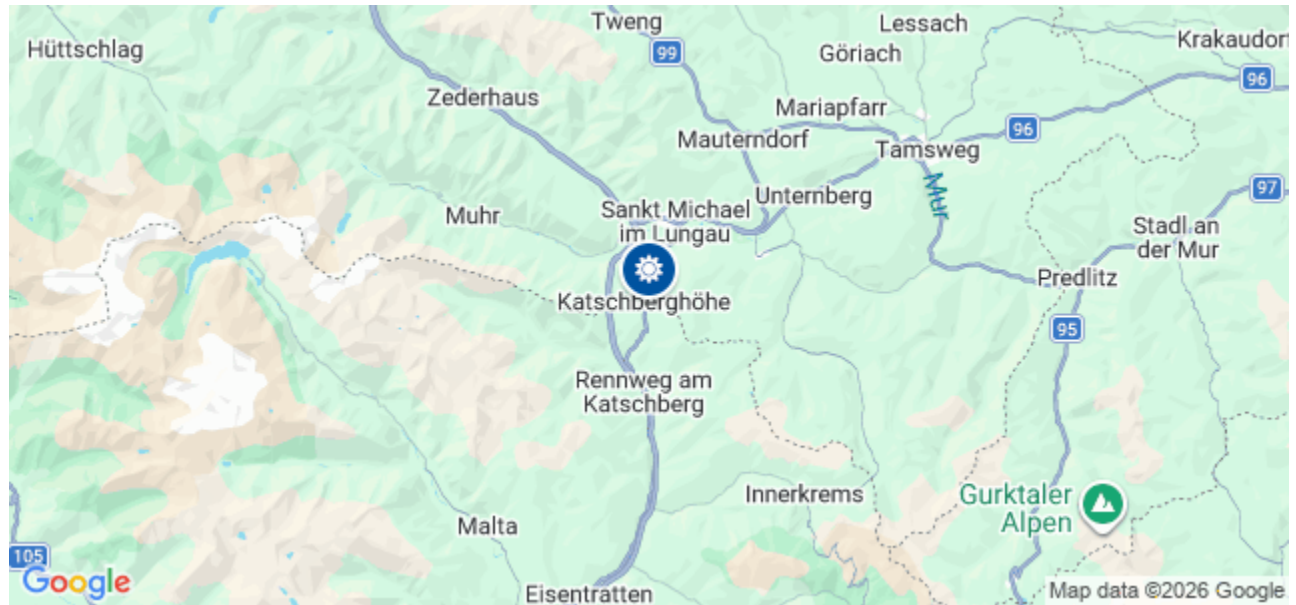 Tweng
Lessach
Hüttschlag
99
Göriach
Krakaudorf
96
Zederhaus
Mariapfarr
96
Mauterndorf
Tamsweg
97
Mur
Unternberg
Muhr
Sankt Michael
im Lungau
Stadl an
der Mur
Predlitz
Katschberghöhe
95
Rennweg am
Katschberg
Innerkrems
Gurktaler
Alpen
Malta
105
Google
Eisentratten
Map data ©2026 Google